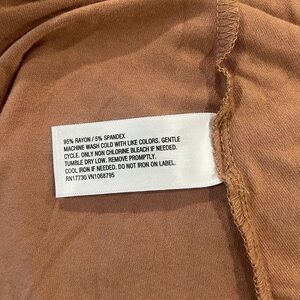 95% RAYON / 5% SPANDEX
MACHINE WASH COLD WITH LIKE COLORS. GENTLE
CYCLE. ONLY NON CHLORINE BLEACH IF NEEDED.
TUMBLE DRY LOW. REMOVE PROMPTLY.
COOL IRON IF NEEDED. DO NOT IRON ON LABEL.
RN17730 VN1068795